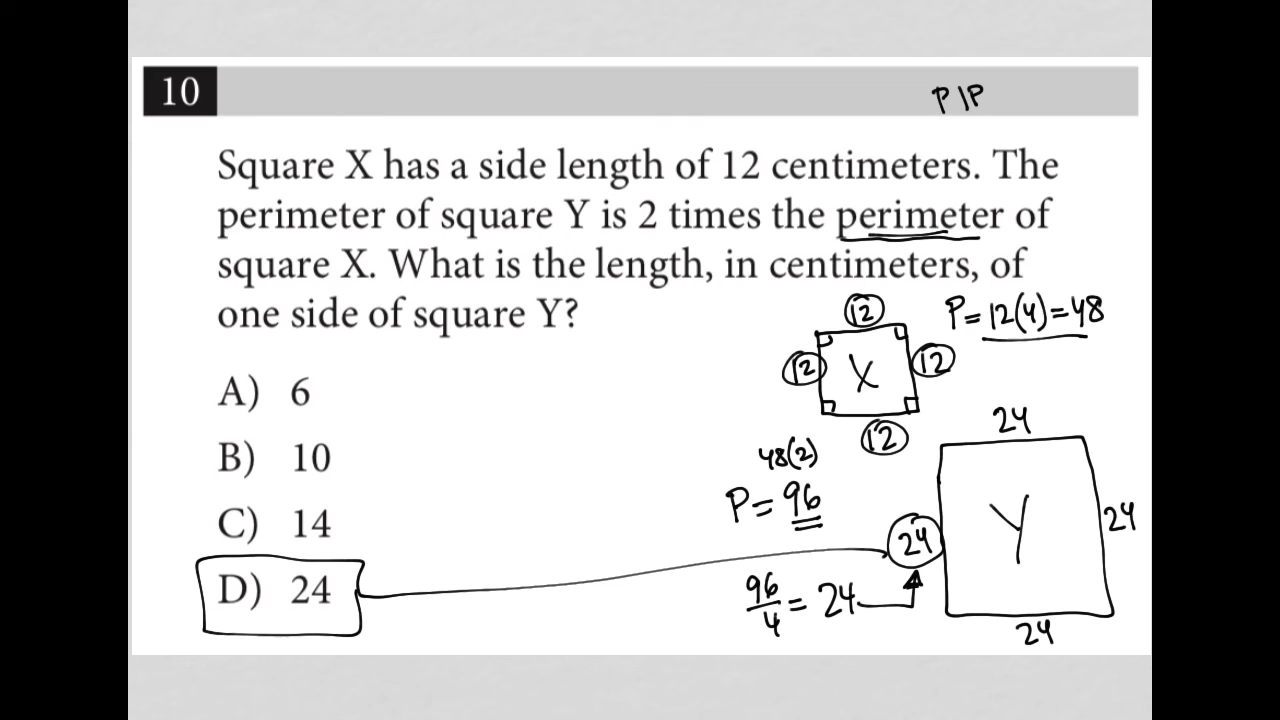 10
P
Square X has a side length of 12 centimeters. The
perimeter of square Y is 2 times the perimeter of
square X. What is the length, in centimeters, of
one side of square Y?
A) 6
B) 10
C) 14
D) 24
12
12
X
12
12
P = 12(4) = 48
48(2)
P = 96
96/4 = 24
24
24
Y
24
24